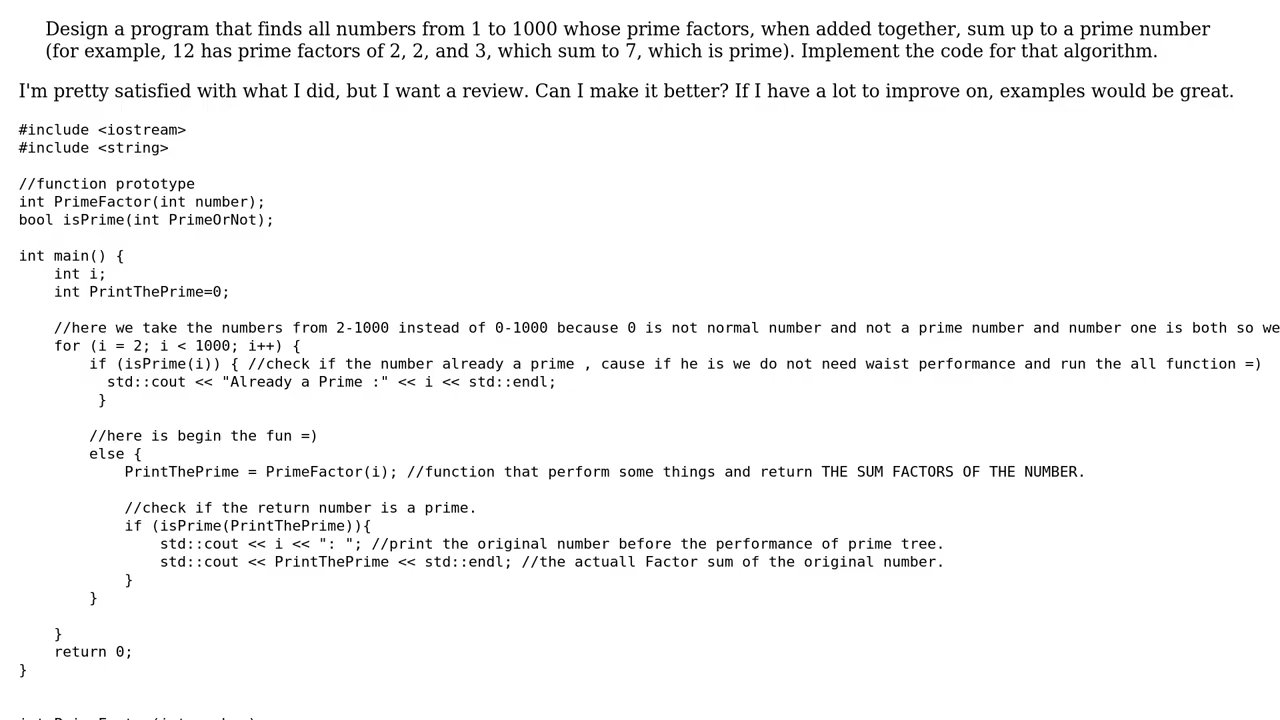 Design a program that finds all numbers from 1 to 1000 whose prime factors, when added together, sum up to a prime number
(for example, 12 has prime factors of 2, 2, and 3, which sum to 7, which is prime). Implement the code for that algorithm.
I'm pretty satisfied with what I did, but I want a review. Can I make it better? If I have a lot to improve on, examples would be great.
#include <iostream>
#include <string>
//function prototype
int PrimeFactor(int number);
bool isPrime(int PrimeOrNot);
int main() {
int i;
int PrintThePrime=0;
//here we take the numbers from 2-1000 instead of 0-1000 because 0 is not normal number and not a prime number and number one is both so we
for (i = 2; i < 1000; i++) {
if (isPrime(i)) { //check if the number already a prime , cause if he is we do not need waist performance and run the all function =)
std::cout << "Already a Prime :" << i << std::endl;
}
//here is begin the fun =)
else {
PrintThePrime = PrimeFactor(i); //function that perform some things and return THE SUM FACTORS OF THE NUMBER.
//check if the return number is a prime.
if (isPrime(PrintThePrime)){
std::cout << i << ": "; //print the original number before the performance of prime tree.
std::cout << PrintThePrime << std::endl; //the actuall Factor sum of the original number.
}
}
}
return 0;
}